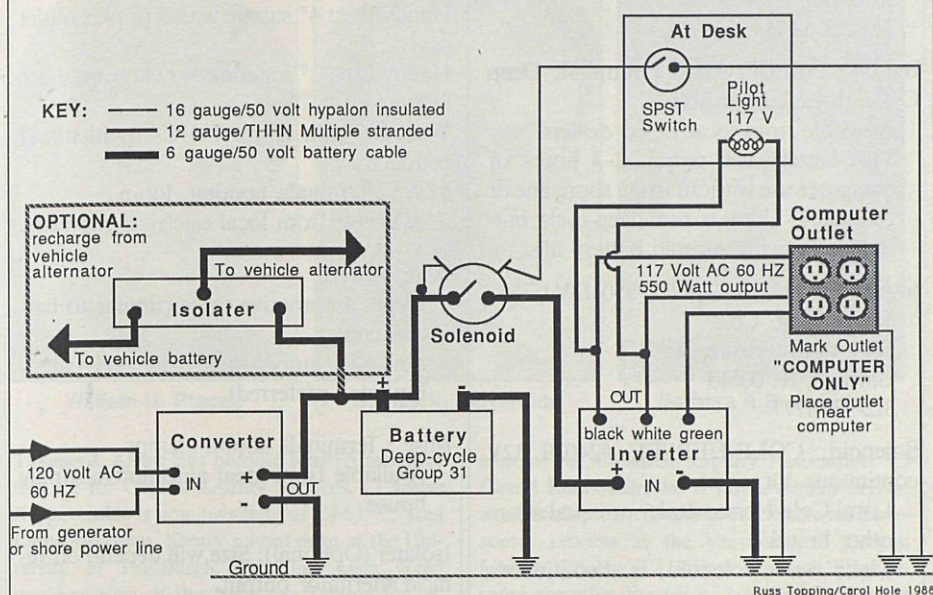 At Desk
SPST
Switch
Pilot
Light
117 V
KEY:
16 gauge/50 volt hypalon insulated
12 gauge/THHN Multiple stranded
6 gauge/50 volt battery cable
OPTIONAL:
recharge from
vehicle
alternator
To vehicle alternator
Isolater
To vehicle battery
Solenoid
Computer
Outlet
117 Volt AC 60 HZ
550 Watt output
Mark Outlet
"COMPUTER
ONLY"
Place outlet
near
computer
Converter
120 volt AC
60 HZ
IN
+
-
OUT
From generator
or shore power line
Ground
+
-
Battery
Deep-cycle
Group 31
OUT
black white green
Inverter
+
IN
-
Russ Topping/Carol Hole 1988